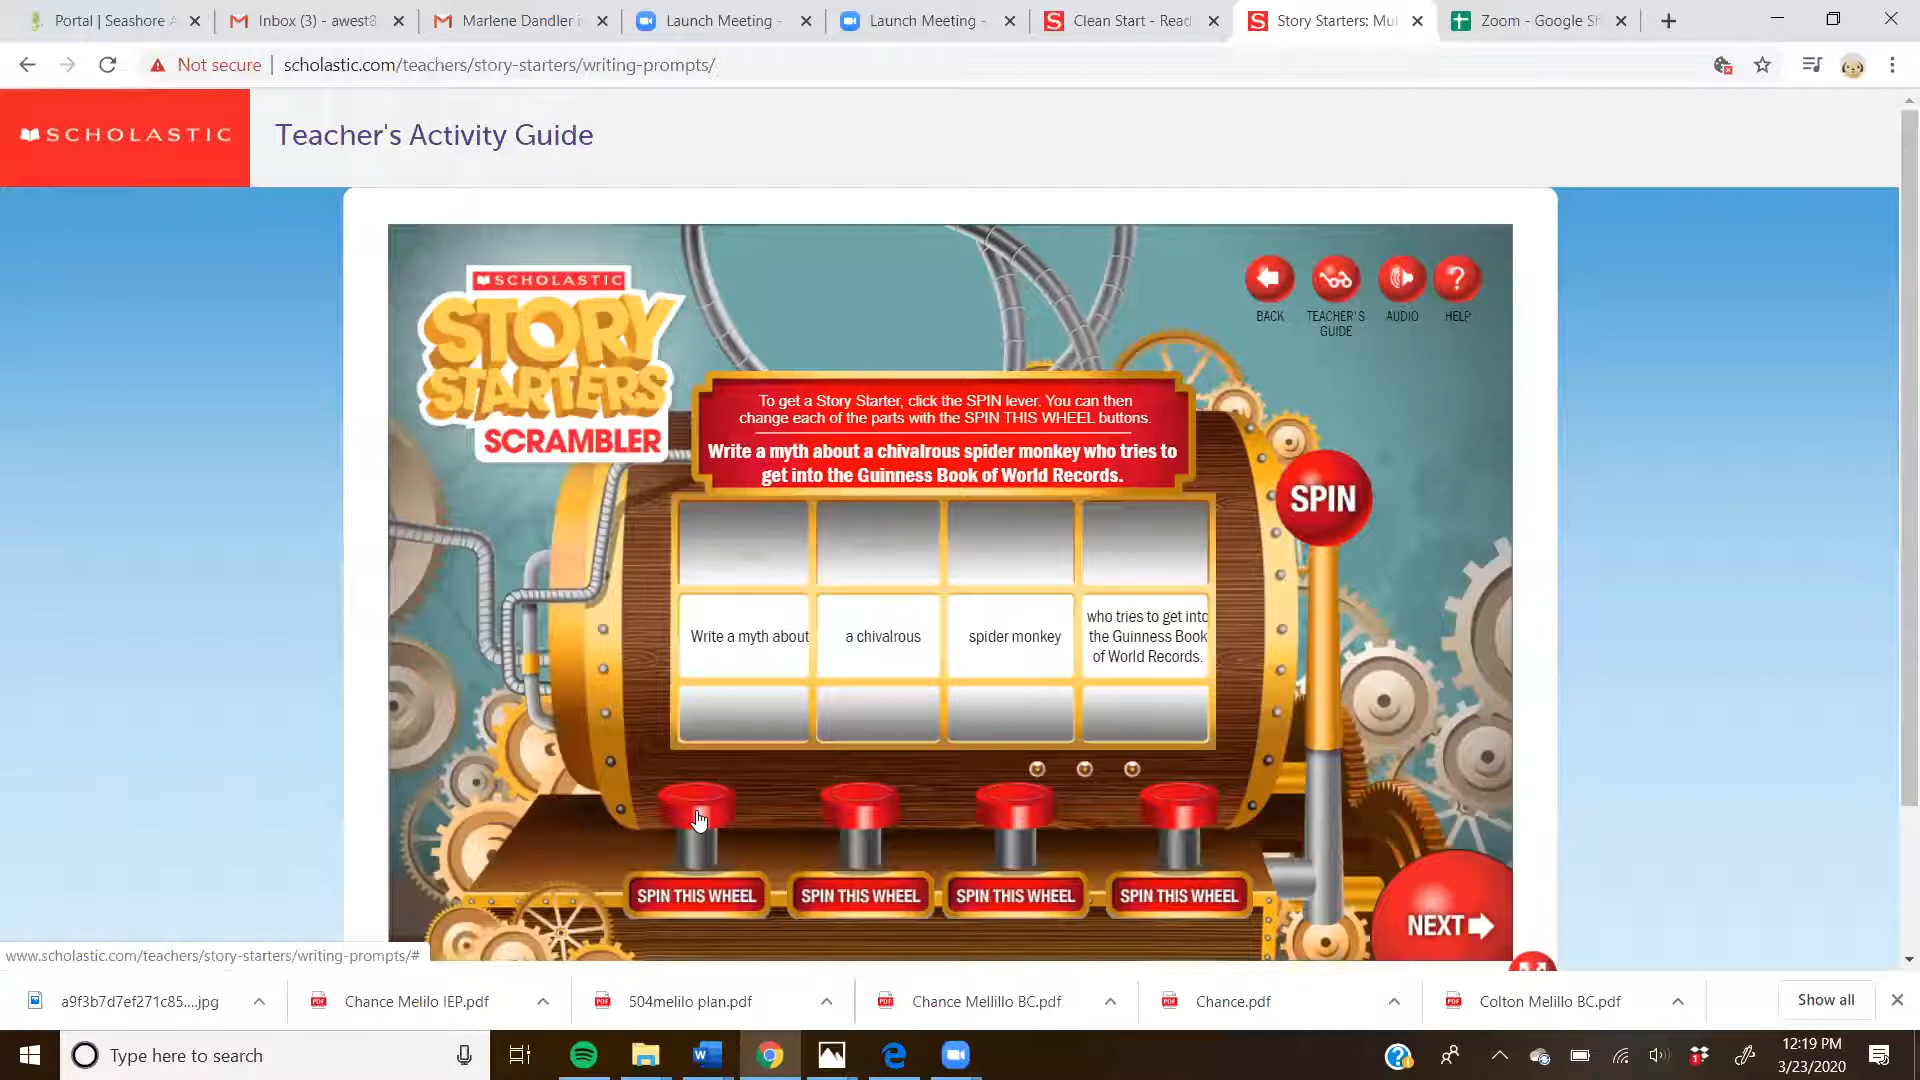 Portal | Seashore A
Inbox (3) - awest8
Marlene Dandler i
Launch Meeting -
Launch Meeting -
Clean Start - Read
Story Starters: Mul
Zoom - Google Sh
Not secure
scholastic.com/teachers/story-starters/writing-prompts/
SCHOLASTIC
Teacher's Activity Guide
SCHOLASTIC
STORY
STARTERS
SCRAMBLER
BACK
TEACHER'S
GUIDE
AUDIO
HELP
To get a Story Starter, click the SPIN lever. You can then
change each of the parts with the SPIN THIS WHEEL buttons.
Write a myth about a chivalrous spider monkey who tries to
get into the Guinness Book of World Records.
SPIN
Write a myth about
a chivalrous
spider monkey
who tries to get into
the Guinness Book
of World Records.
SPIN THIS WHEEL
SPIN THIS WHEEL
SPIN THIS WHEEL
SPIN THIS WHEEL
NEXT
www.scholastic.com/teachers/story-starters/writing-prompts/#
a9f3b7d7ef271c85....jpg
Chance Melilo IEP.pdf
504melilo plan.pdf
Chance Mellillo BC.pdf
Chance.pdf
Colton Melillo BC.pdf
Show all
Type here to search
12:19 PM
3/23/2020